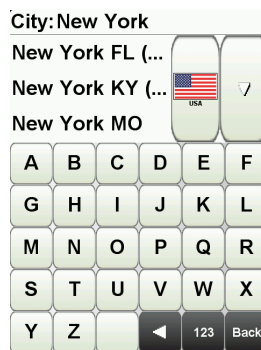 City:New York
New York FL (...
New York KY (...
New York MO
USA
A B C D E F
G H I J K L
M N O P Q R
S T U V W X
Y Z 123 Back